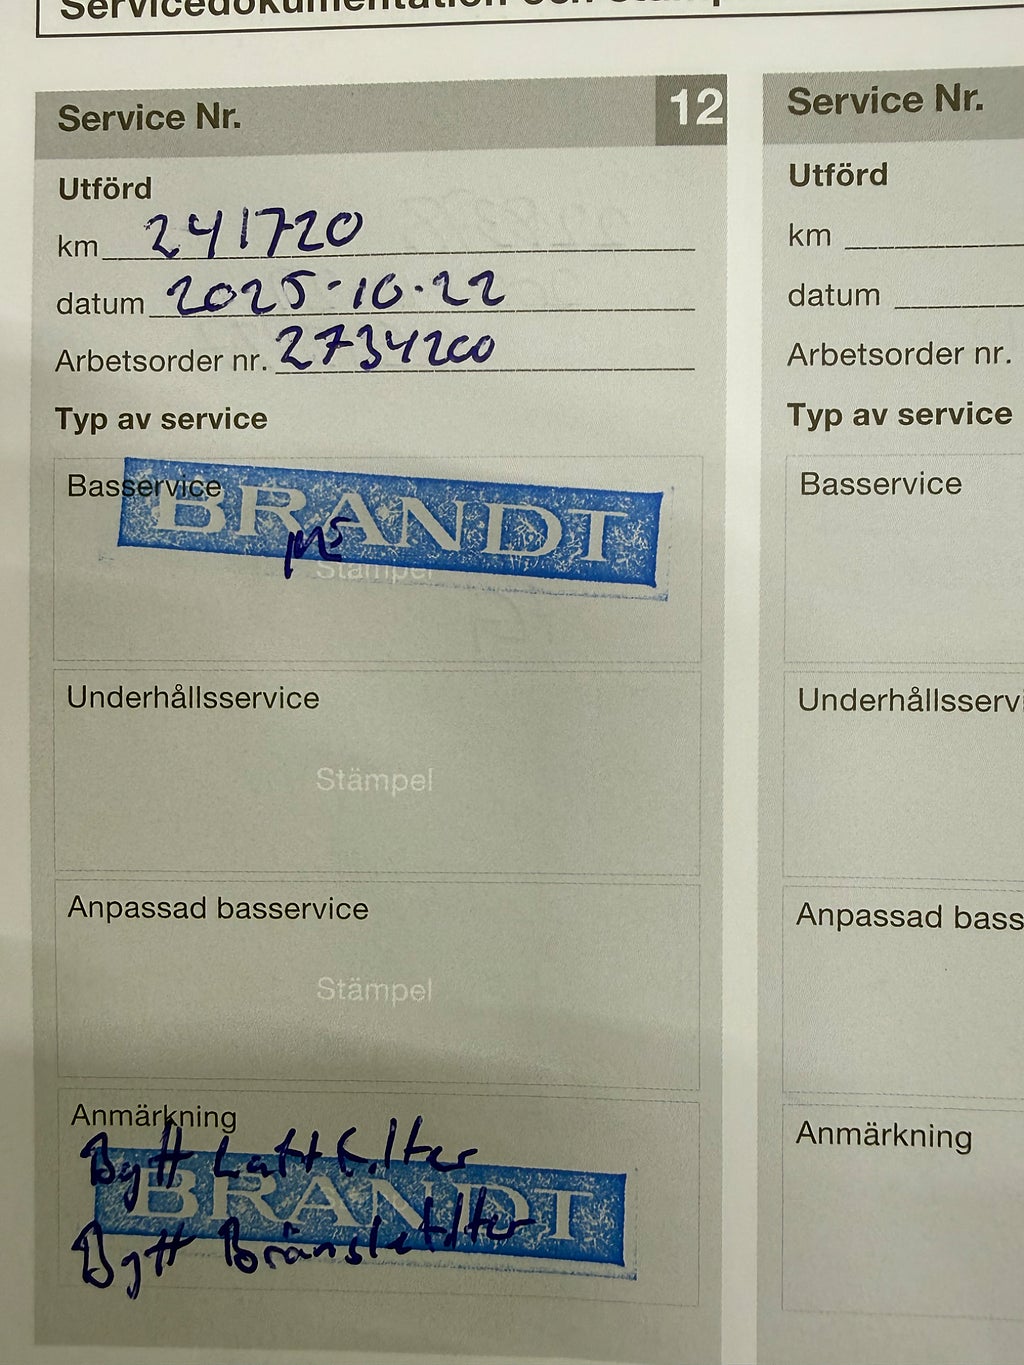 Servicedokumentation och
Service Nr. 12
Utförd
km 241720
datum 2025-10-22
Arbetsorder nr. 2734200
Typ av service
Basservice
BRANDT
Stämpel
Underhållsservice
Stämpel
Anpassad basservice
Stämpel
Anmärkning
Bytt Luftfilter
BRANDT
Bytt Bränslefilter
Service Nr.
Utförd
km
datum
Arbetsorder nr.
Typ av service
Basservice
Underhållsservi
Anpassad bass
Anmärkning